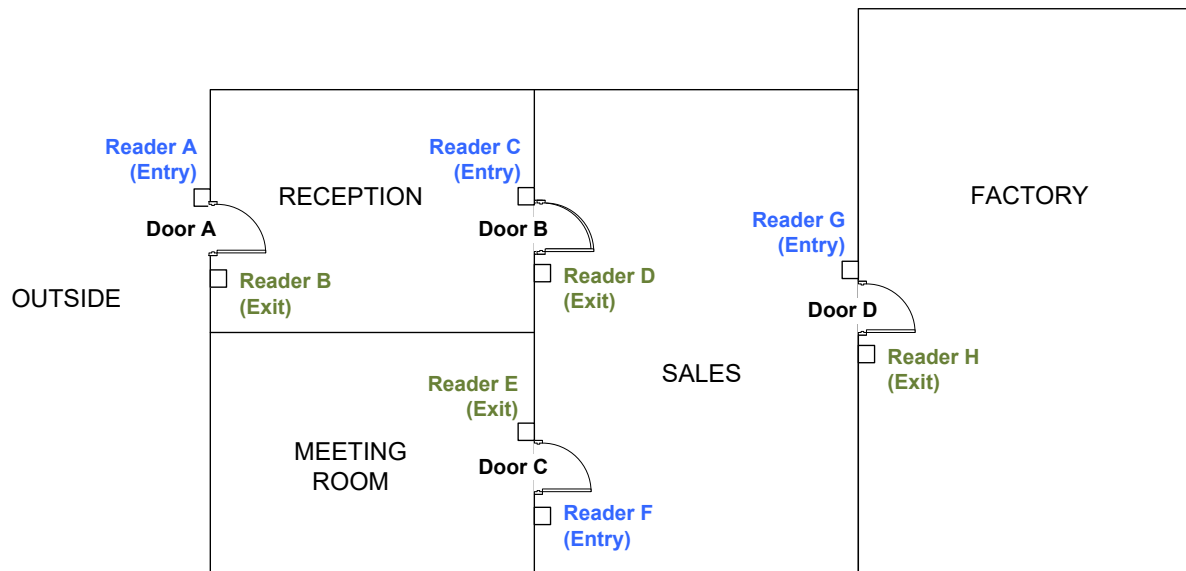 Reader A
(Entry)
Reader C
(Entry)
RECEPTION
FACTORY
Door A
Door B
Reader G
(Entry)
Reader B
(Exit)
Reader D
(Exit)
OUTSIDE
Door D
Reader H
(Exit)
SALES
Reader E
(Exit)
MEETING
ROOM
Door C
Reader F
(Entry)